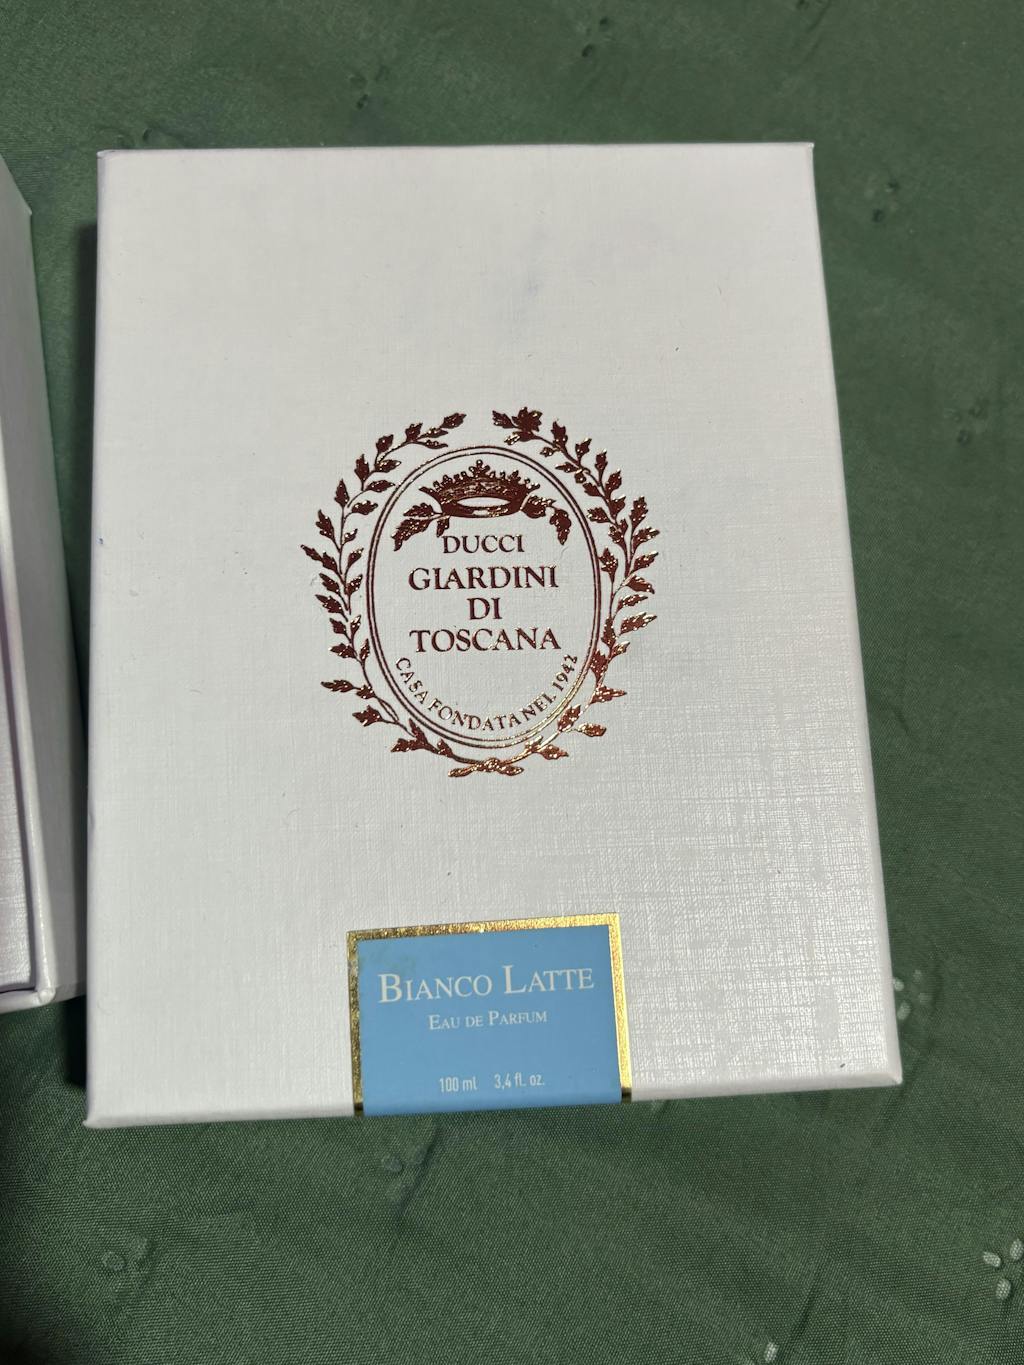 DUCCI
GIARDINI
DI
TOSCANA
CASA FONDATA NEL 1942
BIANCO LATTE
EAU DE PARFUM
100 ml 3,4 fl. oz.